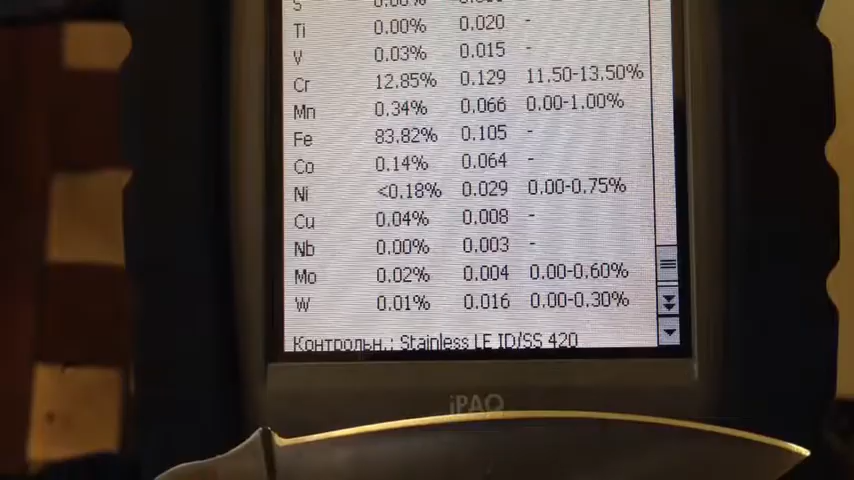 S 0.00%
Ti 0.00% 0.020 -
V 0.03% 0.015 -
Cr 12.85% 0.129 11.50-13.50%
Mn 0.34% 0.066 0.00-1.00%
Fe 83.82% 0.105 -
Co 0.14% 0.064 -
Ni <0.18% 0.029 0.00-0.75%
Cu 0.04% 0.008 -
Nb 0.00% 0.003 -
Mo 0.02% 0.004 0.00-0.60%
W 0.01% 0.016 0.00-0.30%
Контрольн.: Stainless LE ID/SS 420
iPAQ